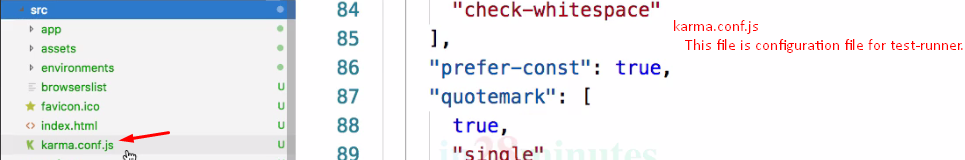 src
app
assets
environments
browserslist U
favicon.ico U
index.html U
karma.conf.js U
84 "check-whitespace"
85 ],
86 "prefer-const": true,
87 "quotemark": [
88 true,
89 "single"
minutes
karma.conf.js
This file is configuration file for test-runner.